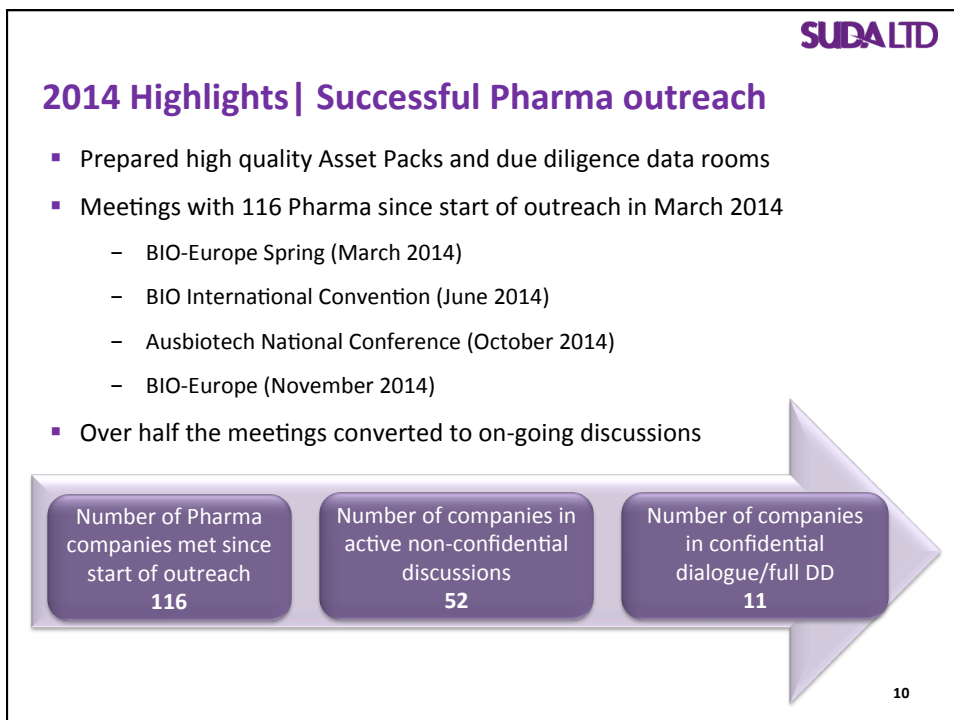 SUDA LTD
2014 Highlights| Successful Pharma outreach
▪ Prepared high quality Asset Packs and due diligence data rooms
▪ Meetings with 116 Pharma since start of outreach in March 2014
– BIO-Europe Spring (March 2014)
– BIO International Convention (June 2014)
– Ausbiotech National Conference (October 2014)
– BIO-Europe (November 2014)
▪ Over half the meetings converted to on-going discussions
Number of Pharma
companies met since
start of outreach
116
Number of companies in
active non-confidential
discussions
52
Number of companies
in confidential
dialogue/full DD
11
10